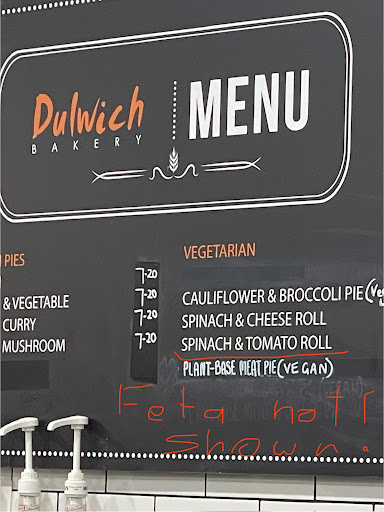 Dulwich
BAKERY
MENU
PIES
& VEGETABLE 7-20
CURRY 7-20
MUSHROOM 7-20
VEGETARIAN 7-20
CAULIFLOWER & BROCCOLI PIE
SPINACH & CHEESE ROLL
SPINACH & TOMATO ROLL
PLANT-BASE MEAT PIE (VEGAN)
Feta not
shown.